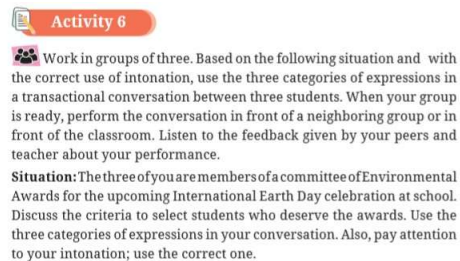 Activity 6
Work in groups of three. Based on the following situation and with
the correct use of intonation, use the three categories of expressions in
a transactional conversation between three students. When your group
is ready, perform the conversation in front of a neighboring group or in
front of the classroom. Listen to the feedback given by your peers and
teacher about your performance.
Situation: The three of you are members of a committee of Environmental
Awards for the upcoming International Earth Day celebration at school.
Discuss the criteria to select students who deserve the awards. Use the
three categories of expressions in your conversation. Also, pay attention
to your intonation; use the correct one.